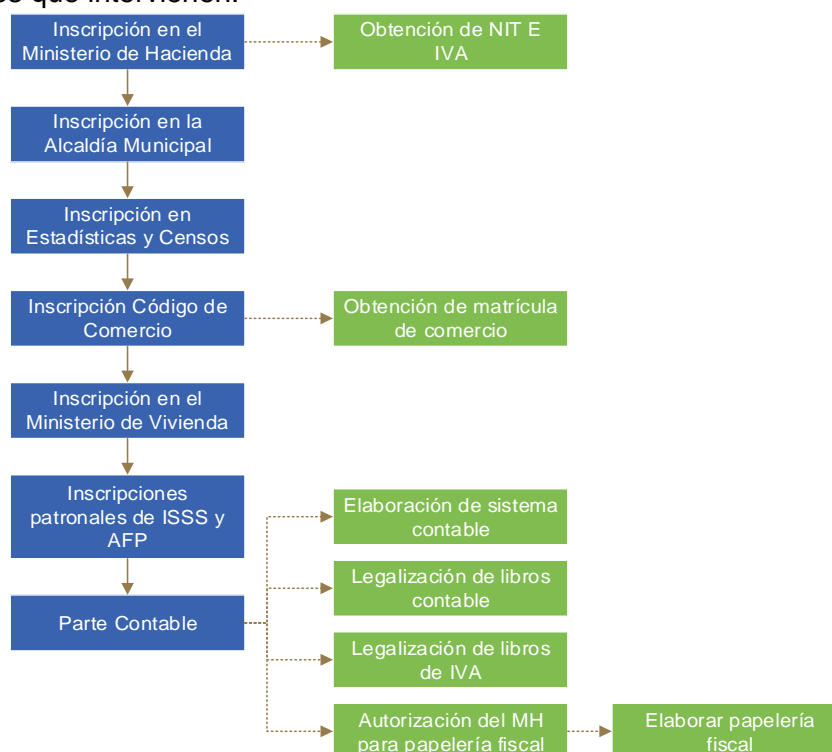 que intervienen.
Inscripción en el
Ministerio de Hacienda
Obtención de NIT E
IVA
Inscripción en la
Alcaldía Municipal
Inscripción en
Estadísticas y Censos
Inscripción Código de
Comercio
Obtención de matrícula
de comercio
Inscripción en el
Ministerio de Vivienda
Inscripciones
patronales de ISSS y
AFP
Elaboración de sistema
contable
Legalización de libros
contable
Parte Contable
Legalización de libros
de IVA
Autorización del MH
para papelería fiscal
Elaborar papelería
fiscal